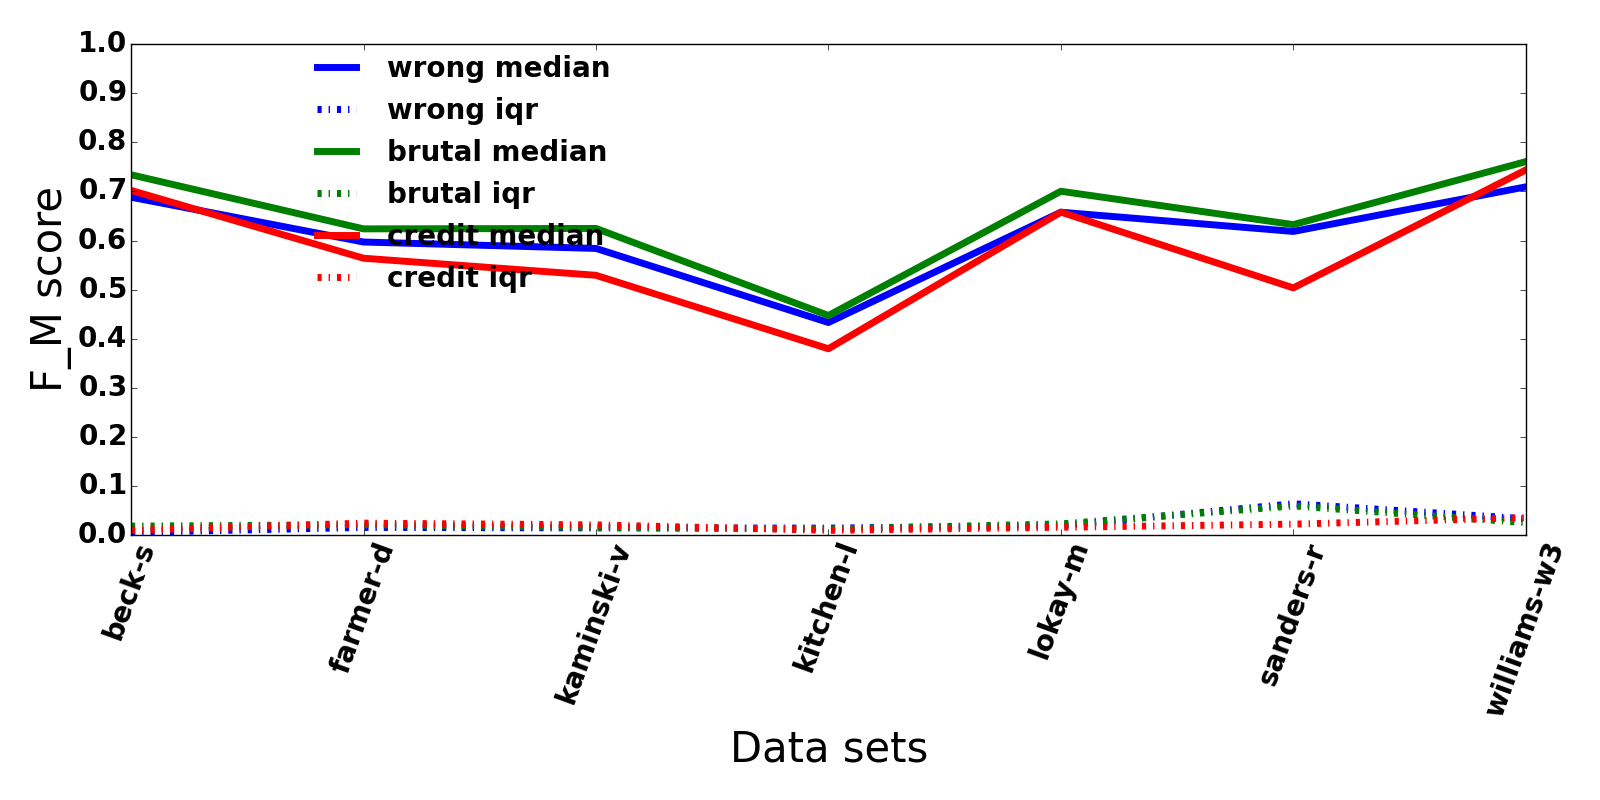 1.0
0.9
0.8
0.7
0.6
0.5
0.4
0.3
0.2
0.1
0.0
F_M score
wrong median
wrong iqr
brutal median
brutal iqr
credit median
credit iqr
beck-s
farmer-d
kaminski-v
kitchen-l
lokay-m
sanders-r
williams-w3
Data sets